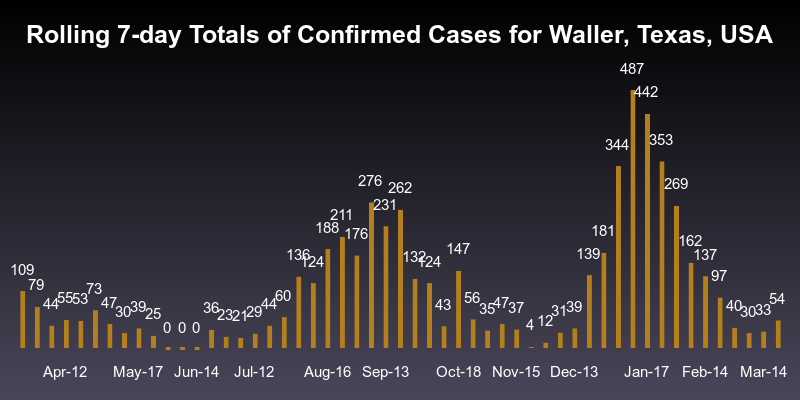 Rolling 7-day Totals of Confirmed Cases for Waller, Texas, USA
109 79 44 55 53 73 47 30 39 25 0 0 0 36 23 21 29 44 60 136 124 188 211 176 276 231 262 132 124 43 147 56 35 47 37 4 12 31 39 139 181 344 487 442 353 269 162 137 97 40 30 33 54
Apr-12 May-17 Jun-14 Jul-12 Aug-16 Sep-13 Oct-18 Nov-15 Dec-13 Jan-17 Feb-14 Mar-14